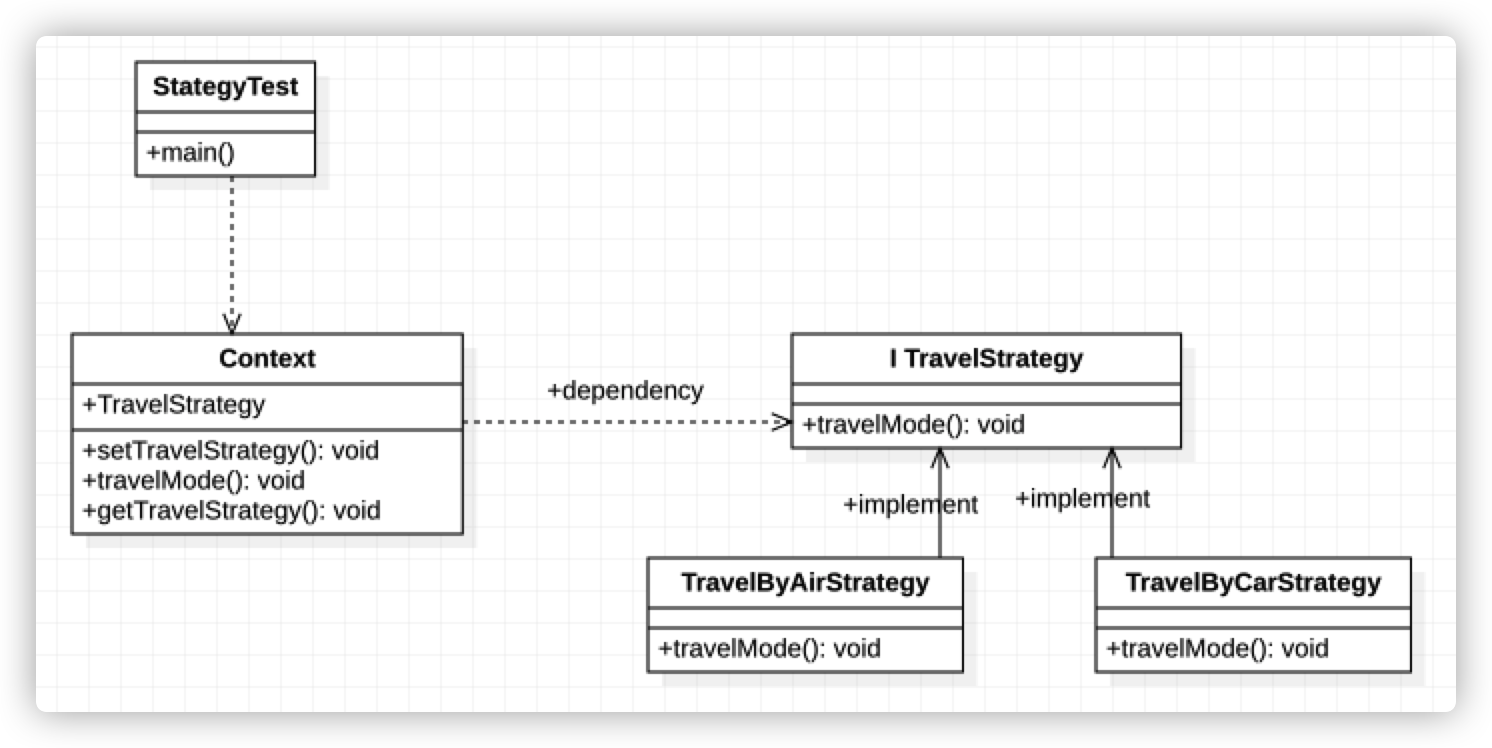 StategyTest
+main()
Context
+TravelStrategy
+setTravelStrategy(): void
+travelMode(): void
+getTravelStrategy(): void
+dependency
I TravelStrategy
+travelMode(): void
+implement
+implement
TravelByAirStrategy
+travelMode(): void
TravelByCarStrategy
+travelMode(): void